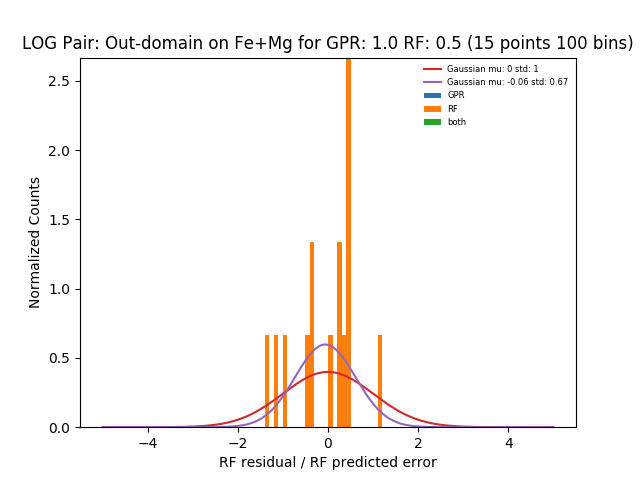 LOG Pair: Out-domain on Fe+Mg for GPR: 1.0 RF: 0.5 (15 points 100 bins)
Gaussian mu: 0 std: 1
Gaussian mu: -0.06 std: 0.67
GPR
RF
both
Normalized Counts
2.5
2.0
1.5
1.0
0.5
0.0
−4 −2 0 2 4
RF residual / RF predicted error